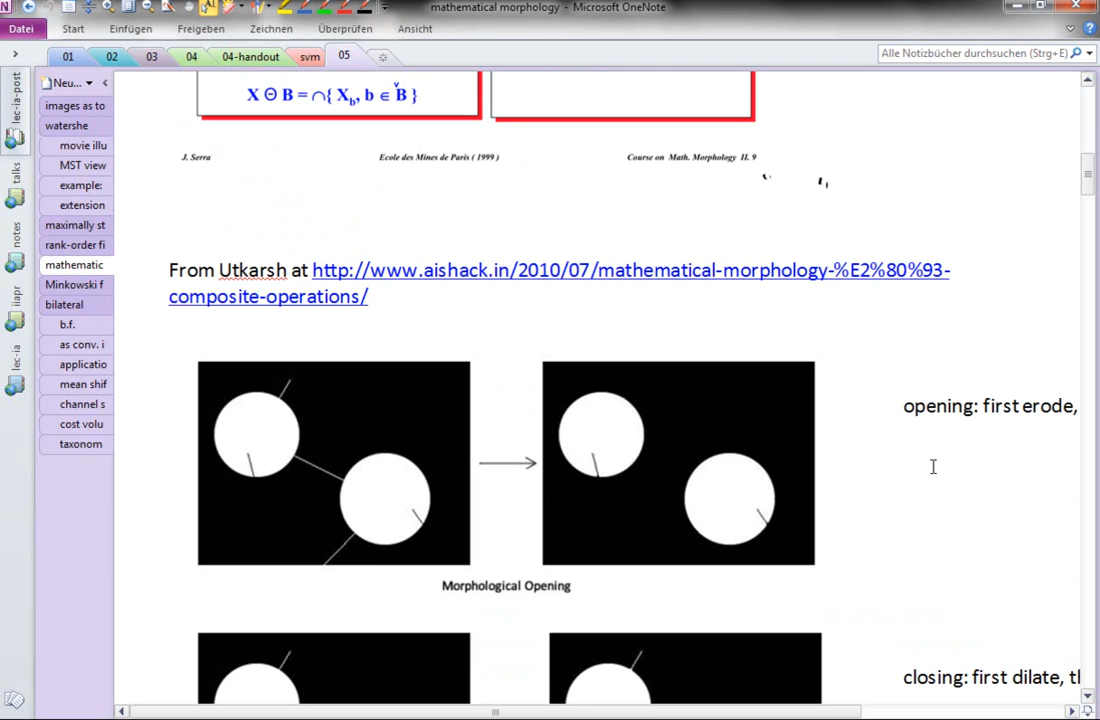 mathematical morphology - Microsoft OneNote
Datei Start Einfügen Freigeben Zeichnen Überprüfen Ansicht
01 02 03 04 04-handout svm 05
Alle Notizbücher durchsuchen (Strg+E)
Neu...
lec-ia-post
talks
notes
iiapr
lec-ia
images as to
watershe
movie illu
MST view
example:
extension
maximally st
rank-order fi
mathematic
Minkowski f
bilateral
b.f.
as conv. i
applicatio
mean shif
channel s
cost volu
taxonom
X Θ B = ∩{ X_b, b ∈ B̌ }
J. Serra Ecole des Mines de Paris ( 1999 ) Course on Math. Morphology II. 9
From Utkarsh at http://www.aishack.in/2010/07/mathematical-morphology-%E2%80%93-
composite-operations/
opening: first erode,
Morphological Opening
closing: first dilate, th